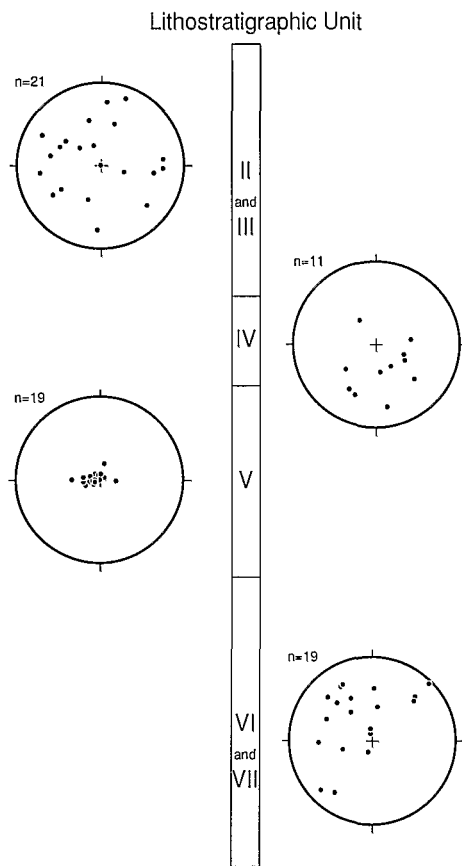 Lithostratigraphic Unit
n=21
II
and
III
n=11
IV
n=19
V
n=19
VI
and
VII